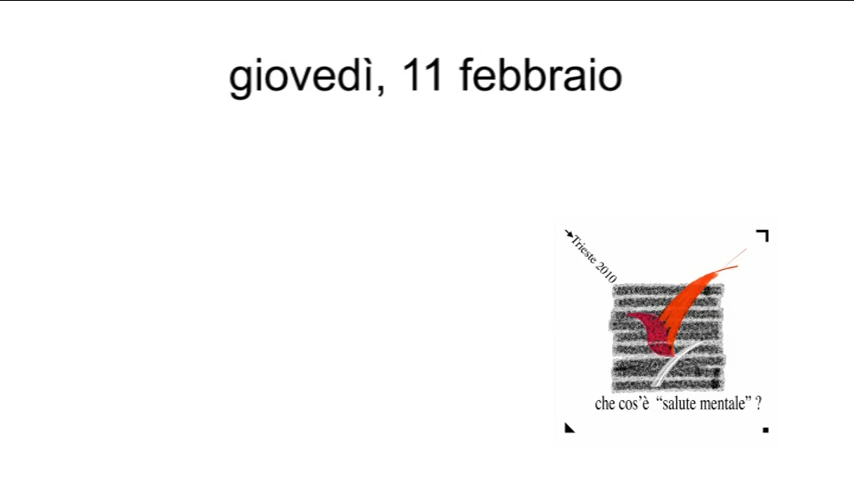 giovedì, 11 febbraio
Trieste 2010
che cos'è “salute mentale” ?